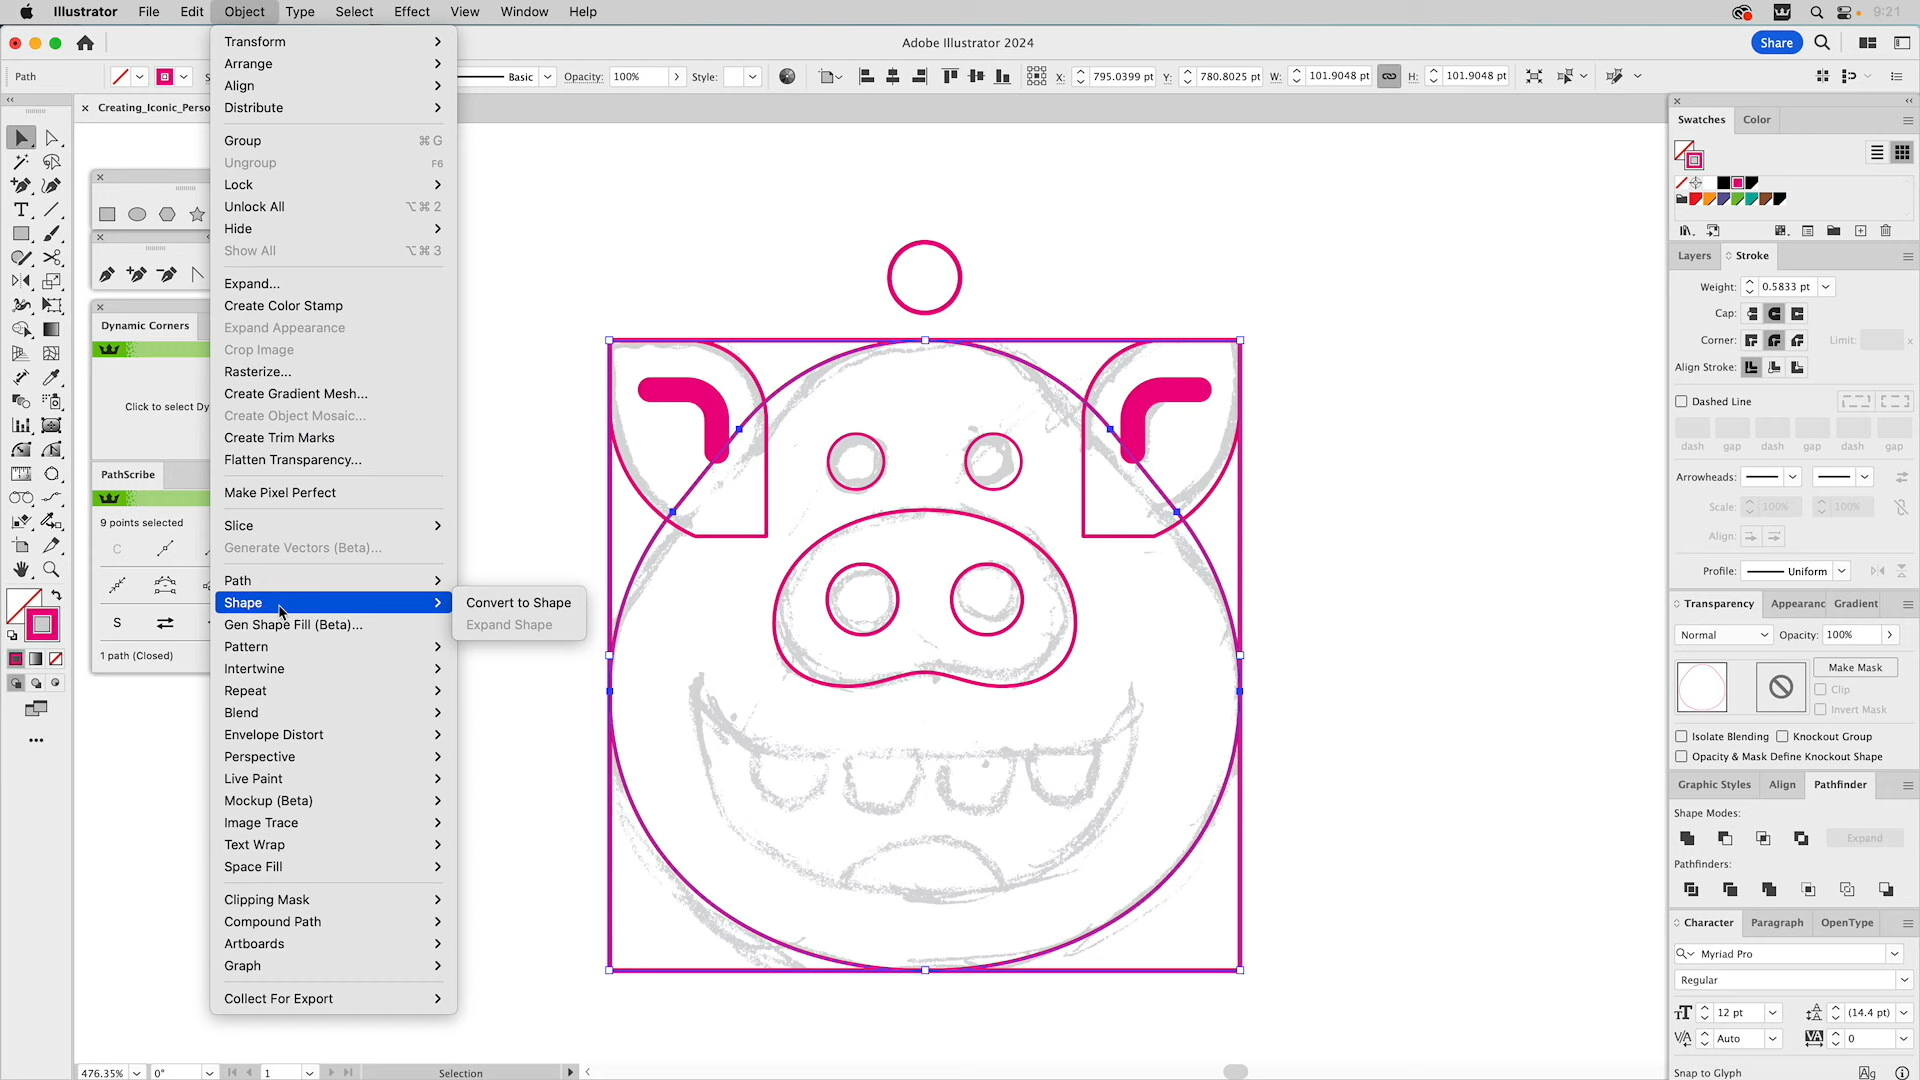 Illustrator File Edit Object Type Select Effect View Window Help 9:21
Adobe Illustrator 2024 Share
Path Basic Opacity: 100% Style: X: 795.0399 pt Y: 780.8025 pt W: 101.9048 pt H: 101.9048 pt
Creating_Iconic_Perso
Transform
Arrange
Align
Distribute
Group ⌘ G
Ungroup F6
Lock
Unlock All ⌥⌘ 2
Hide
Show All ⌥⌘ 3
Expand...
Create Color Stamp
Expand Appearance
Crop Image
Rasterize...
Create Gradient Mesh...
Create Object Mosaic...
Create Trim Marks
Flatten Transparency...
Make Pixel Perfect
Slice
Generate Vectors (Beta)...
Path
Shape
Gen Shape Fill (Beta)...
Pattern
Intertwine
Repeat
Blend
Envelope Distort
Perspective
Live Paint
Mockup (Beta)
Image Trace
Text Wrap
Space Fill
Clipping Mask
Compound Path
Artboards
Graph
Collect For Export
Convert to Shape
Expand Shape
Dynamic Corners
Click to select Dy
PathScribe
9 points selected
C
S
1 path (Closed)
476.35% 0° 1 Selection
Swatches Color
Layers Stroke
Weight: 0.5833 pt
Cap:
Corner: Limit: x
Align Stroke:
Dashed Line
dash gap dash gap dash gap
Arrowheads:
Scale: 100% 100%
Align:
Profile: Uniform
Transparency Appearanc Gradient
Normal Opacity: 100%
Make Mask
Clip
Invert Mask
Isolate Blending Knockout Group
Opacity & Mask Define Knockout Shape
Graphic Styles Align Pathfinder
Shape Modes:
Expand
Pathfinders:
Character Paragraph OpenType
Myriad Pro
Regular
12 pt (14.4 pt)
Auto 0
Snap to Glyph